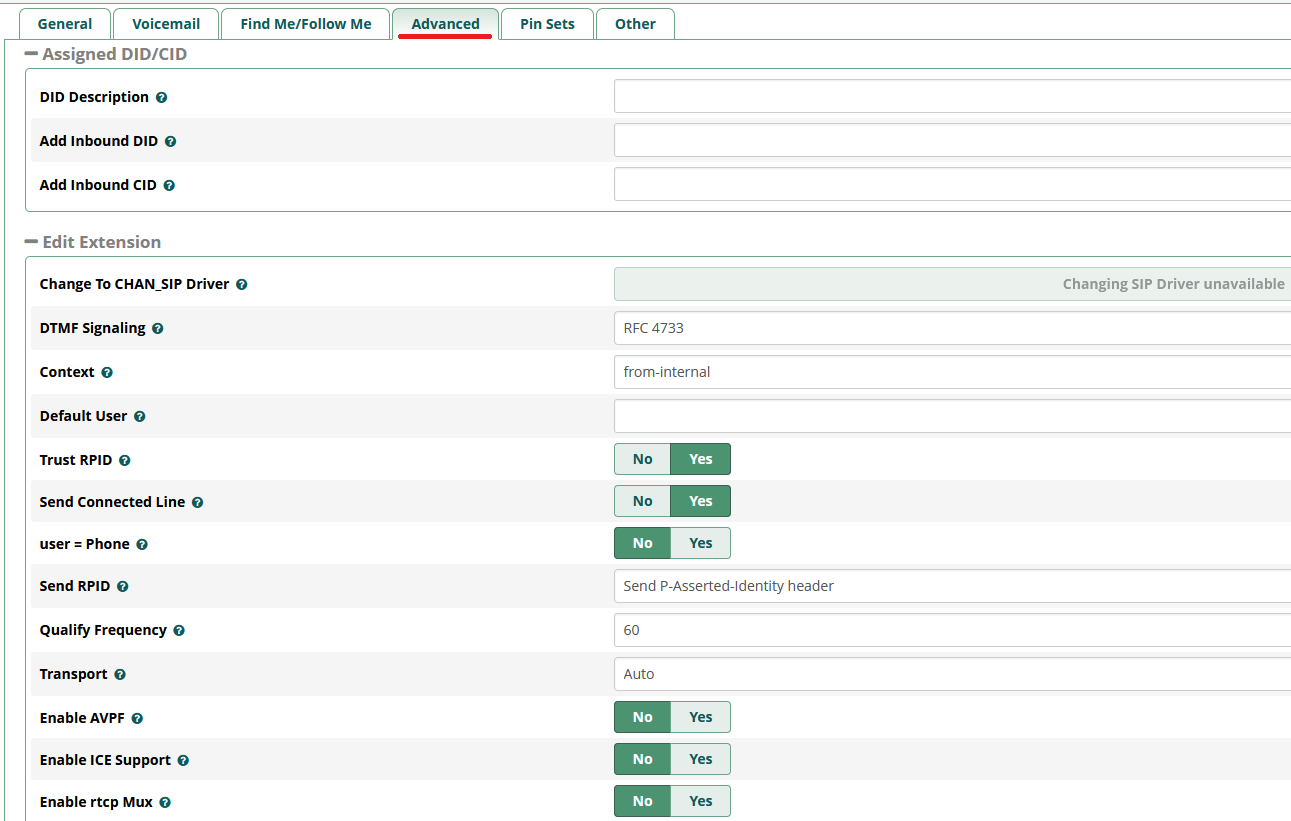 General Voicemail Find Me/Follow Me Advanced Pin Sets Other
Assigned DID/CID
DID Description
Add Inbound DID
Add Inbound CID
Edit Extension
Change To CHAN_SIP Driver Changing SIP Driver unavailable
DTMF Signaling RFC 4733
Context from-internal
Default User
Trust RPID No Yes
Send Connected Line No Yes
user = Phone No Yes
Send RPID Send P-Asserted-Identity header
Qualify Frequency 60
Transport Auto
Enable AVPF No Yes
Enable ICE Support No Yes
Enable rtcp Mux No Yes